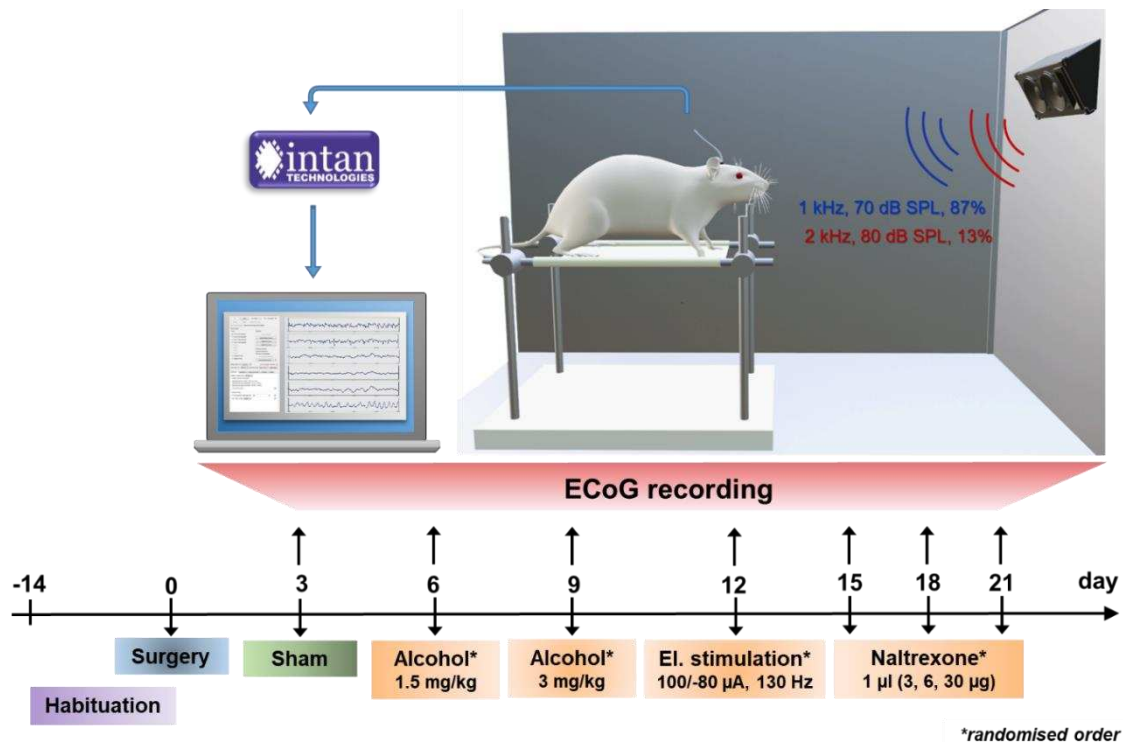 intan
TECHNOLOGIES
1 kHz, 70 dB SPL, 87%
2 kHz, 80 dB SPL, 13%
ECoG recording
-14 0 3 6 9 12 15 18 21 day
Surgery
Sham
Alcohol*
1.5 mg/kg
Alcohol*
3 mg/kg
El. stimulation*
100/-80 µA, 130 Hz
Naltrexone*
1 µl (3, 6, 30 µg)
Habituation
*randomised order